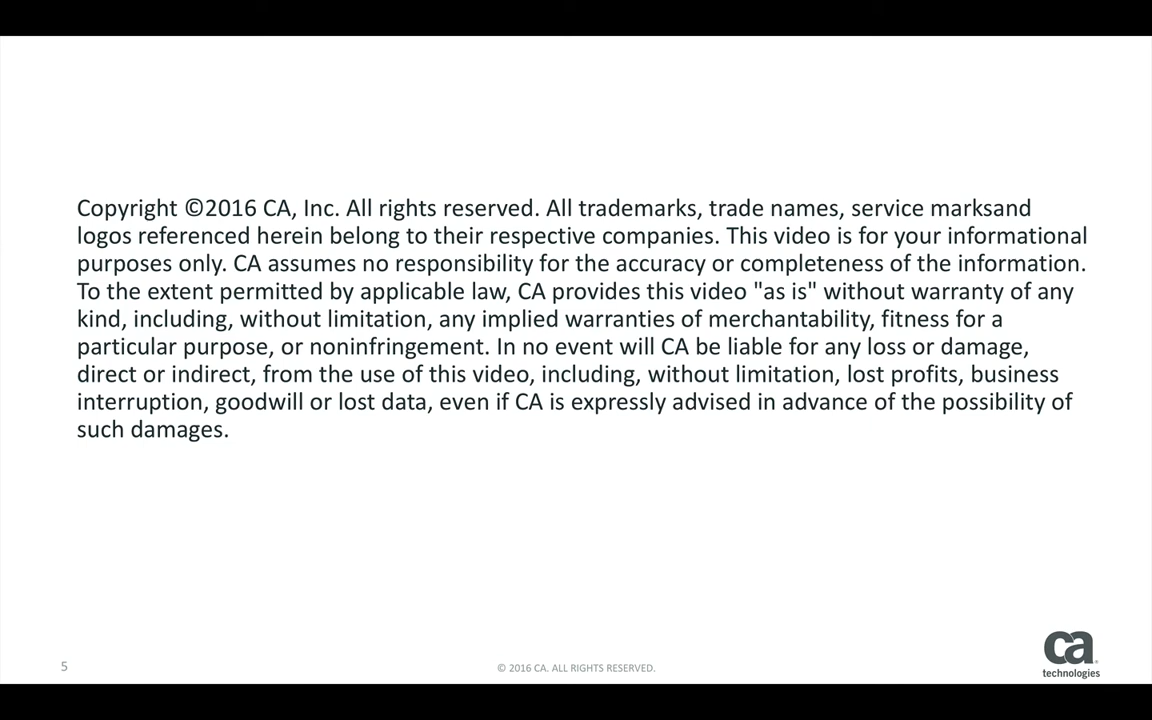 Copyright ©2016 CA, Inc. All rights reserved. All trademarks, trade names, service marksand
logos referenced herein belong to their respective companies. This video is for your informational
purposes only. CA assumes no responsibility for the accuracy or completeness of the information.
To the extent permitted by applicable law, CA provides this video "as is" without warranty of any
kind, including, without limitation, any implied warranties of merchantability, fitness for a
particular purpose, or noninfringement. In no event will CA be liable for any loss or damage,
direct or indirect, from the use of this video, including, without limitation, lost profits, business
interruption, goodwill or lost data, even if CA is expressly advised in advance of the possibility of
such damages.
5
© 2016 CA. ALL RIGHTS RESERVED.
ca
technologies